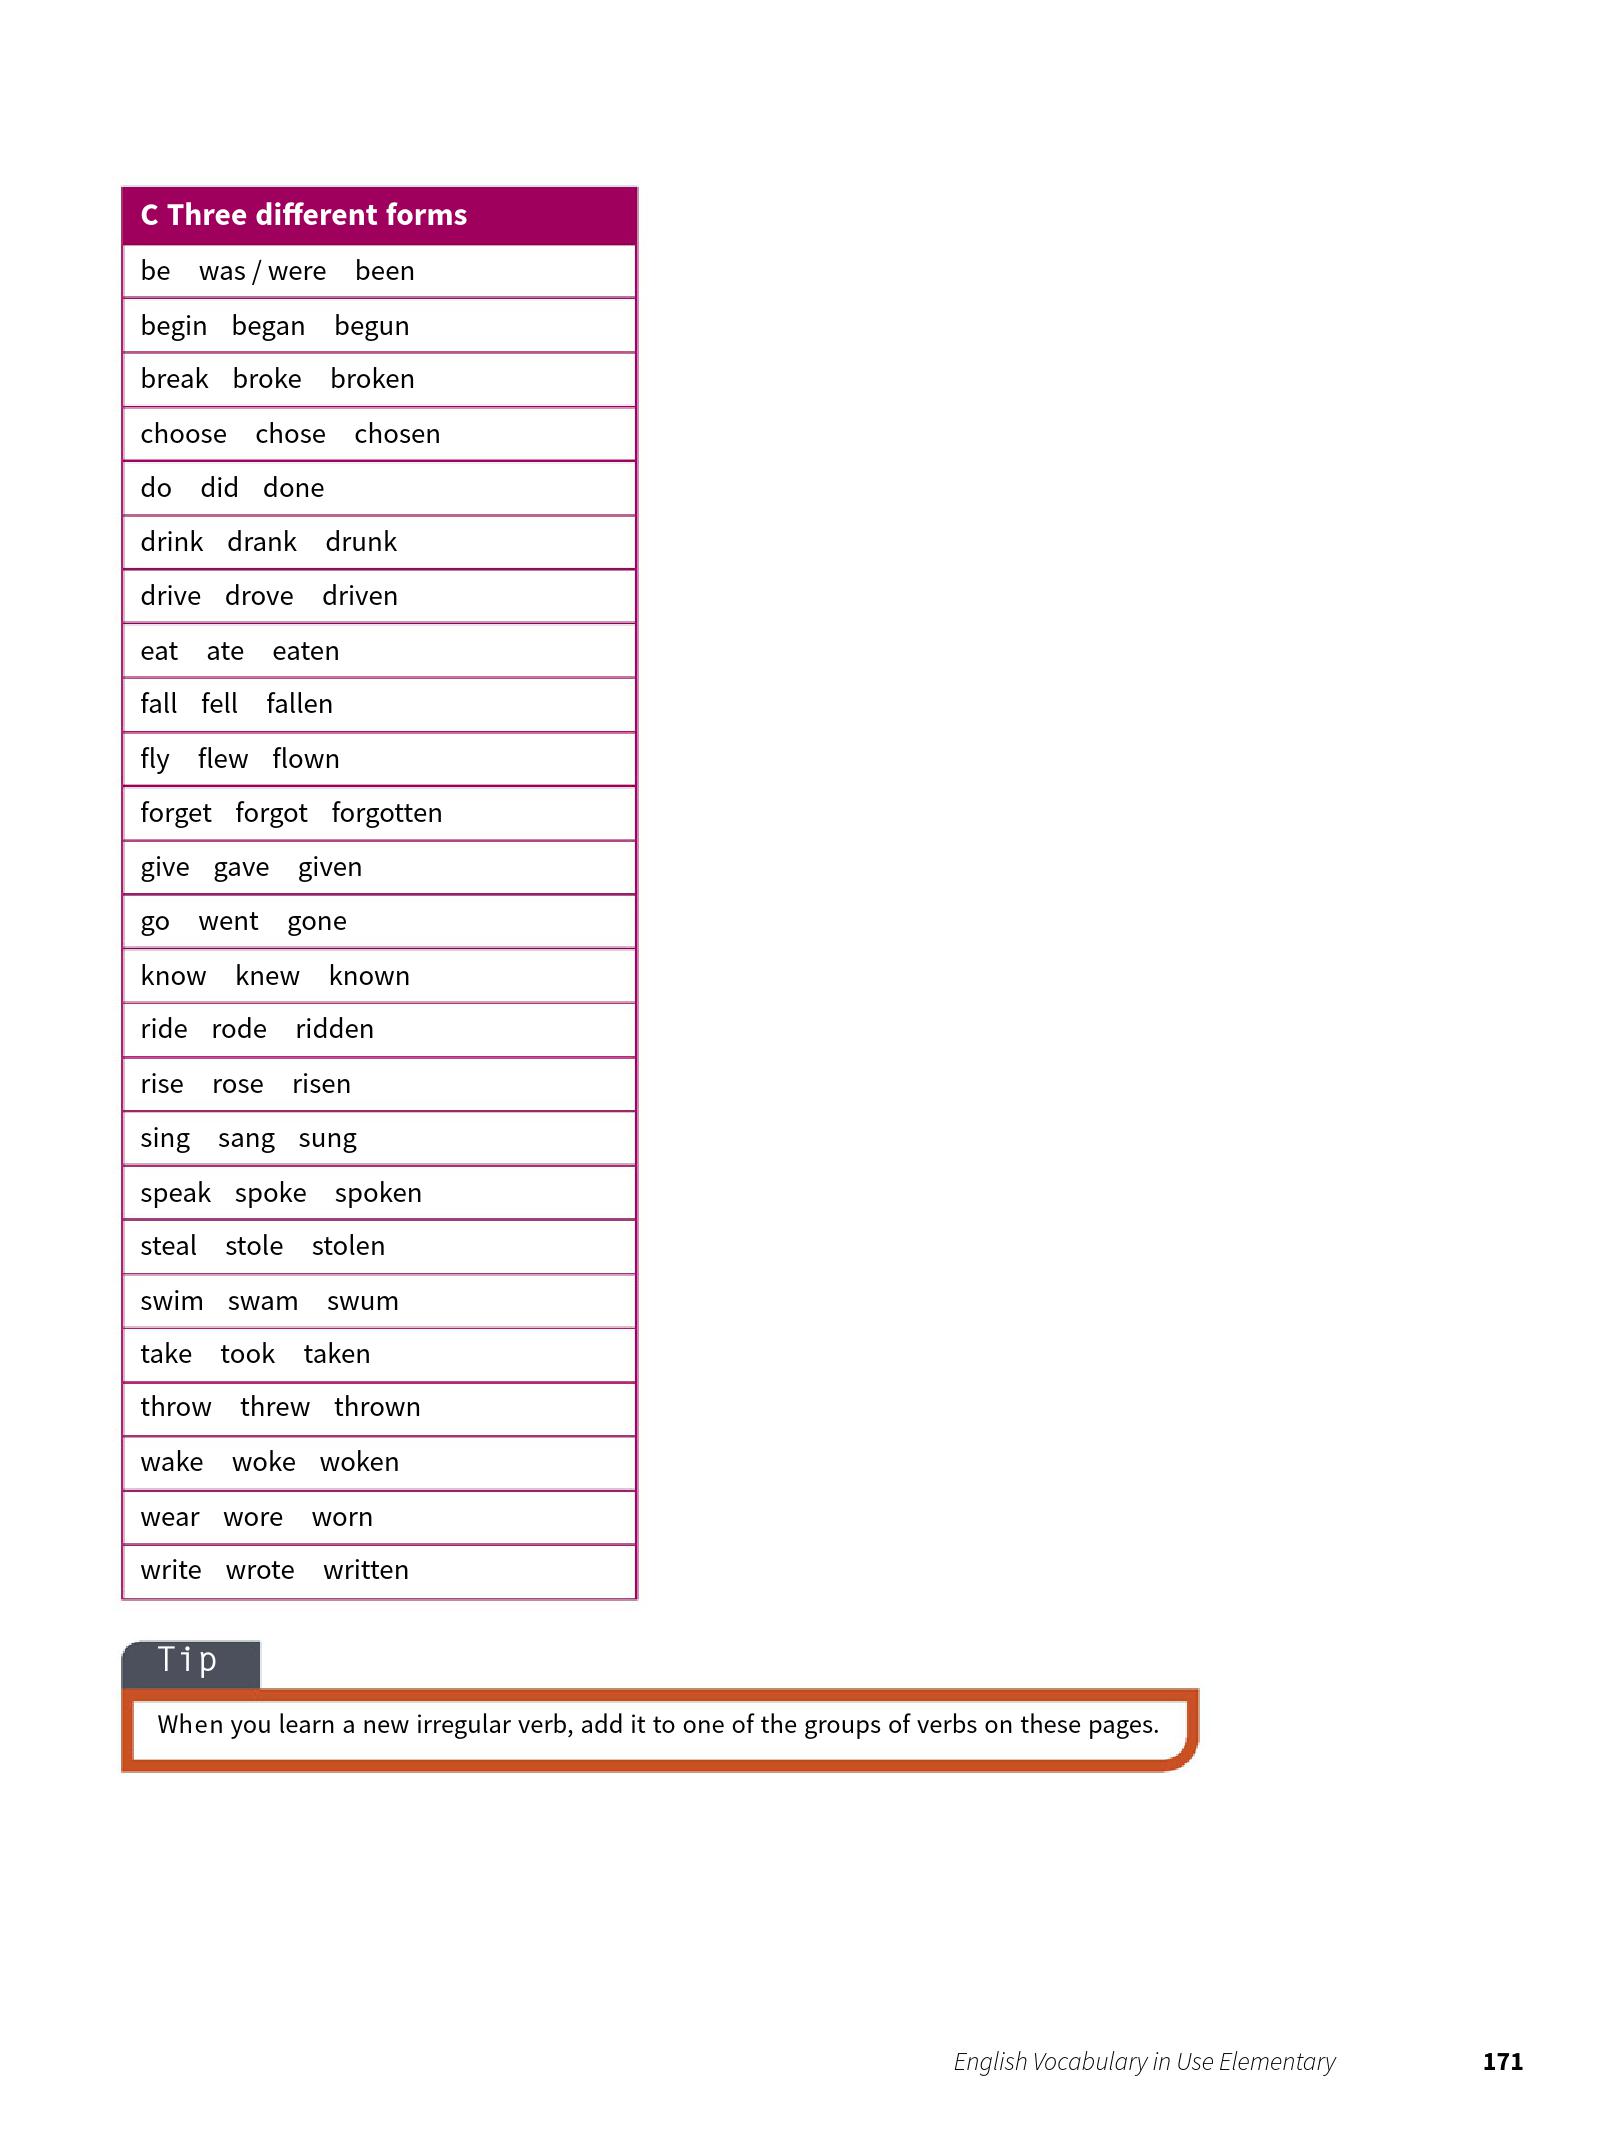 C Three different forms
be was / were been
begin began begun
break broke broken
choose chose chosen
do did done
drink drank drunk
drive drove driven
eat ate eaten
fall fell fallen
fly flew flown
forget forgot forgotten
give gave given
go went gone
know knew known
ride rode ridden
rise rose risen
sing sang sung
speak spoke spoken
steal stole stolen
swim swam swum
take took taken
throw threw thrown
wake woke woken
wear wore worn
write wrote written
Tip
When you learn a new irregular verb, add it to one of the groups of verbs on these pages.
English Vocabulary in Use Elementary 171